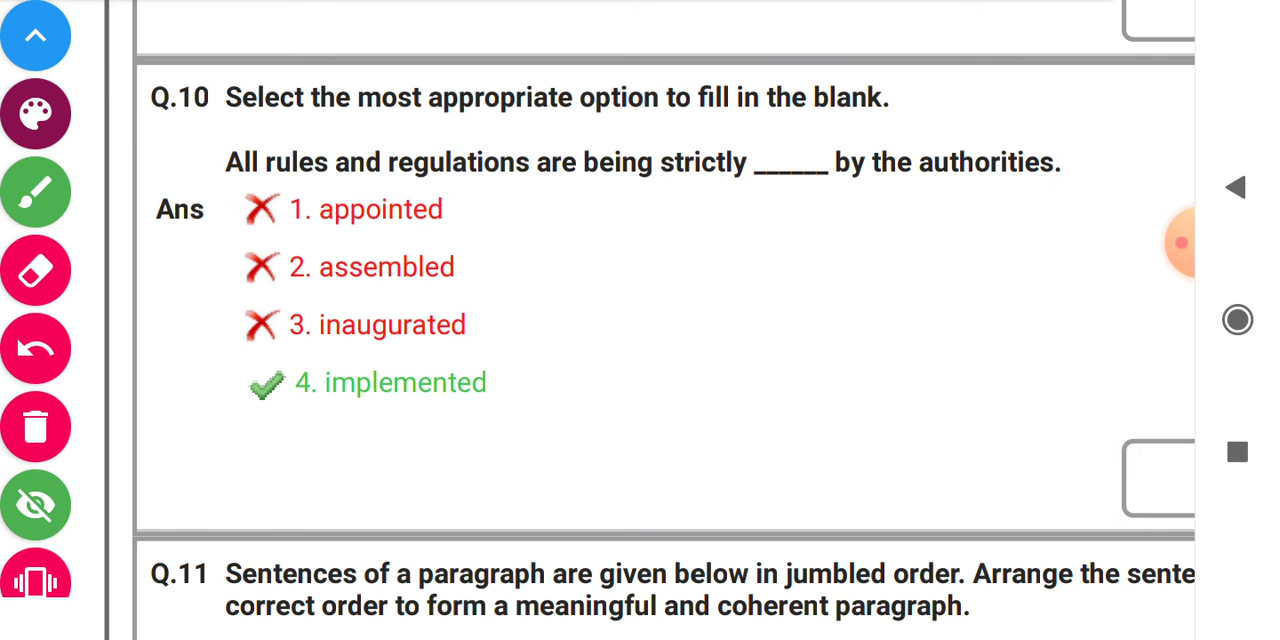 Q.10 Select the most appropriate option to fill in the blank.
All rules and regulations are being strictly ______ by the authorities.
Ans 1. appointed
2. assembled
3. inaugurated
4. implemented
Q.11 Sentences of a paragraph are given below in jumbled order. Arrange the sente
correct order to form a meaningful and coherent paragraph.